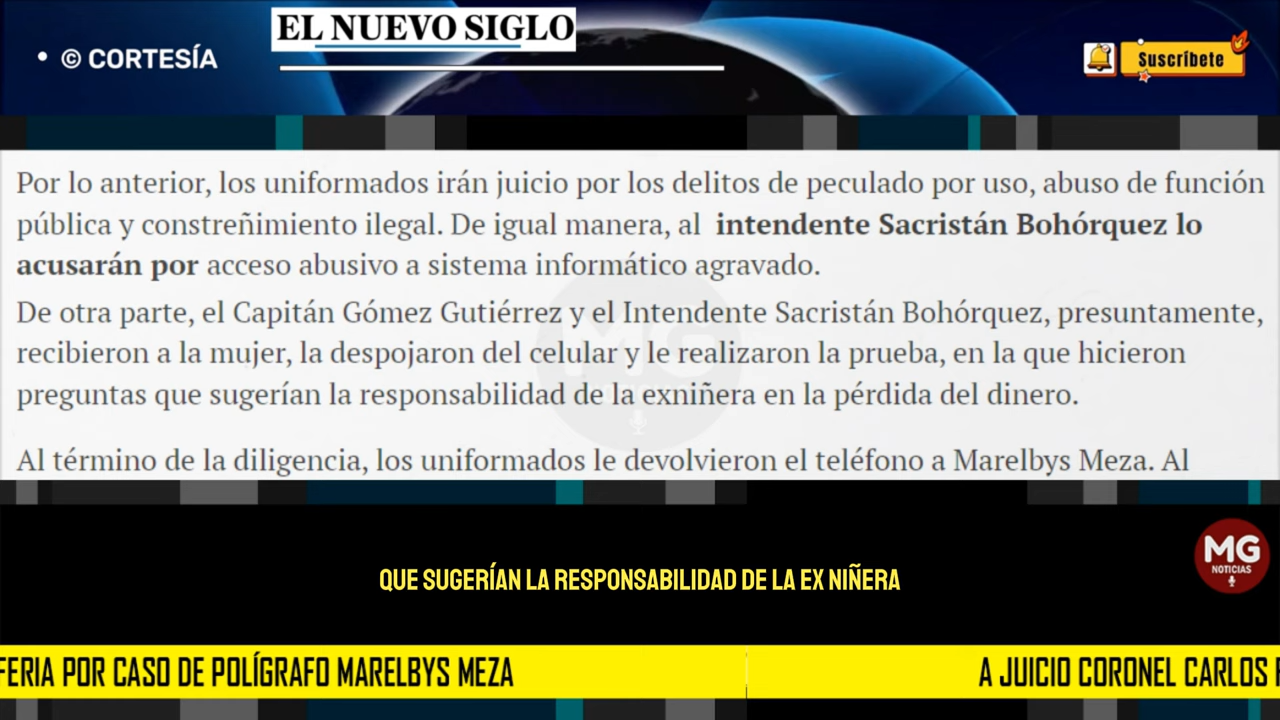 EL NUEVO SIGLO
• © CORTESÍA
Suscríbete
Por lo anterior, los uniformados irán juicio por los delitos de peculado por uso, abuso de función
pública y constreñimiento ilegal. De igual manera, al intendente Sacristán Bohórquez lo
acusarán por acceso abusivo a sistema informático agravado.
De otra parte, el Capitán Gómez Gutiérrez y el Intendente Sacristán Bohórquez, presuntamente,
recibieron a la mujer, la despojaron del celular y le realizaron la prueba, en la que hicieron
preguntas que sugerían la responsabilidad de la exniñera en la pérdida del dinero.
Al término de la diligencia, los uniformados le devolvieron el teléfono a Marelbys Meza. Al
MG
NOTICIAS
QUE SUGERÍAN LA RESPONSABILIDAD DE LA EX NIÑERA
FERIA POR CASO DE POLÍGRAFO MARELBYS MEZA
A JUICIO CORONEL CARLOS